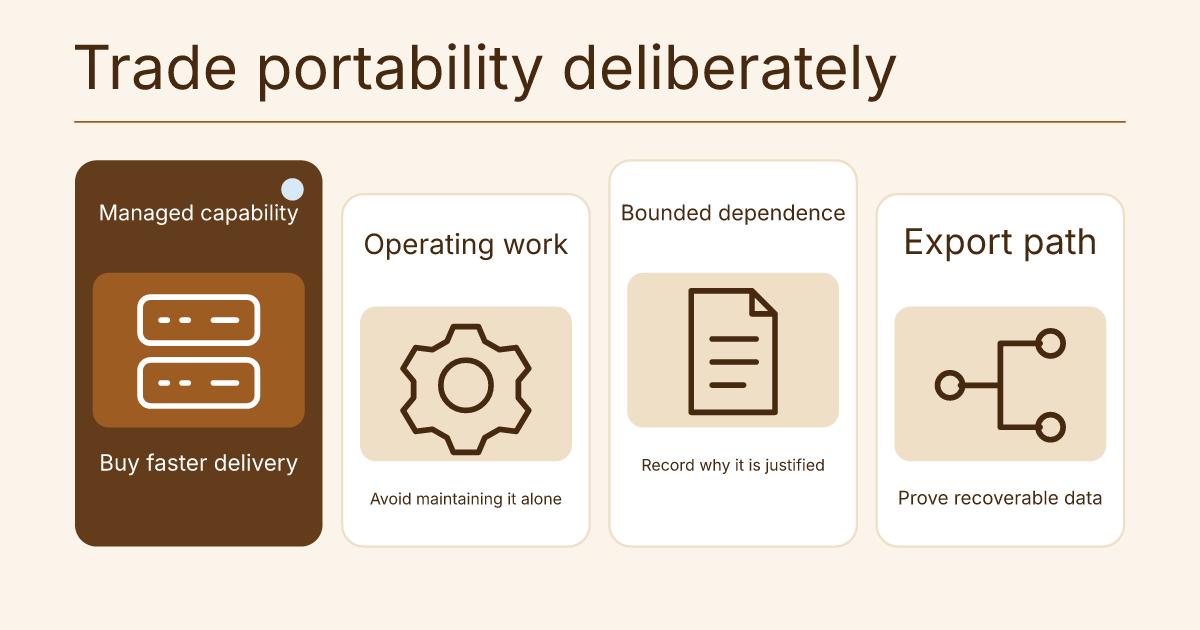 Trade portability deliberately
Managed capability
Buy faster delivery
Operating work
Avoid maintaining it alone
Bounded dependence
Record why it is justified
Export path
Prove recoverable data